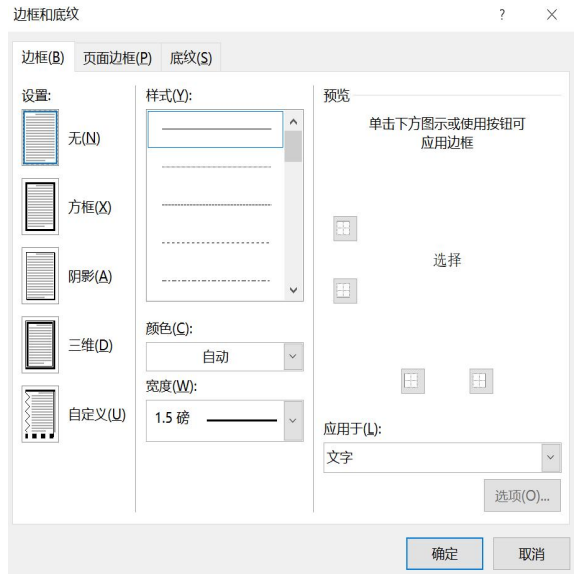 边框和底纹
?
边框(B) 页面边框(P) 底纹(S)
设置:
无(N)
方框(X)
阴影(A)
三维(D)
自定义(U)
样式(Y):
颜色(C):
自动
宽度(W):
1.5 磅
预览
单击下方图示或使用按钮可
应用边框
选择
应用于(L):
文字
选项(O)...
确定 取消